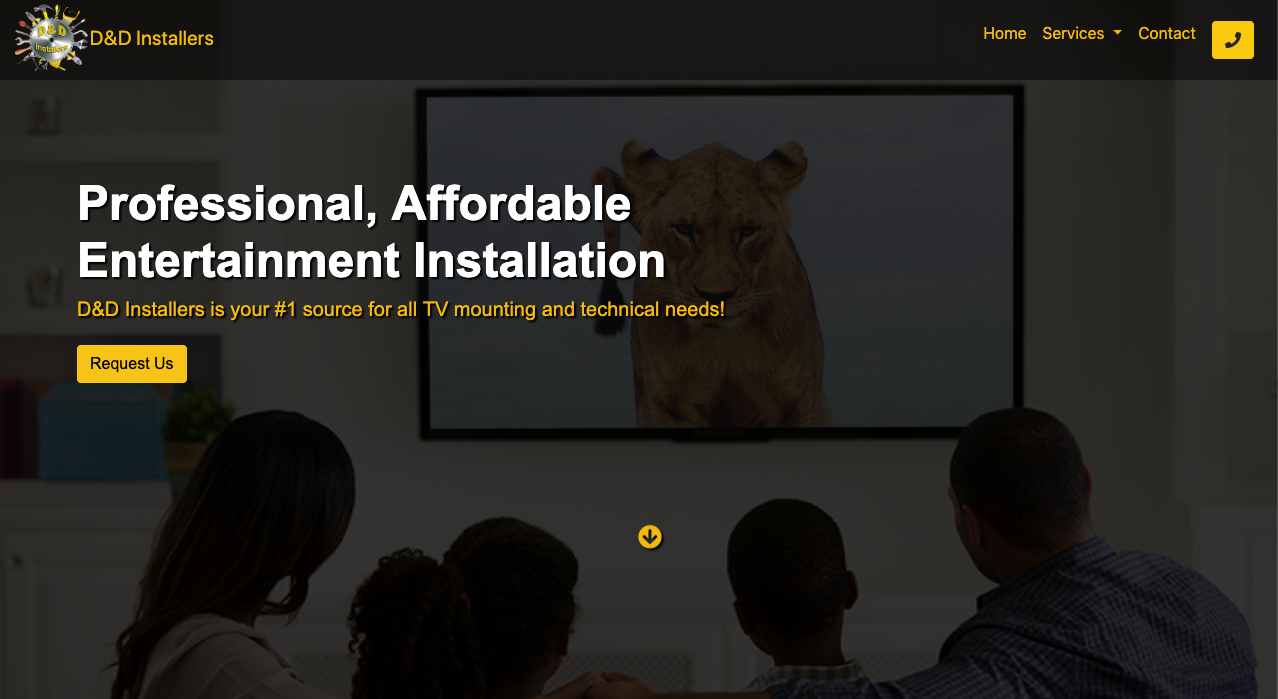 D&D
Installers
D&D Installers
Home
Services
Contact
Professional, Affordable
Entertainment Installation
D&D Installers is your #1 source for all TV mounting and technical needs!
Request Us